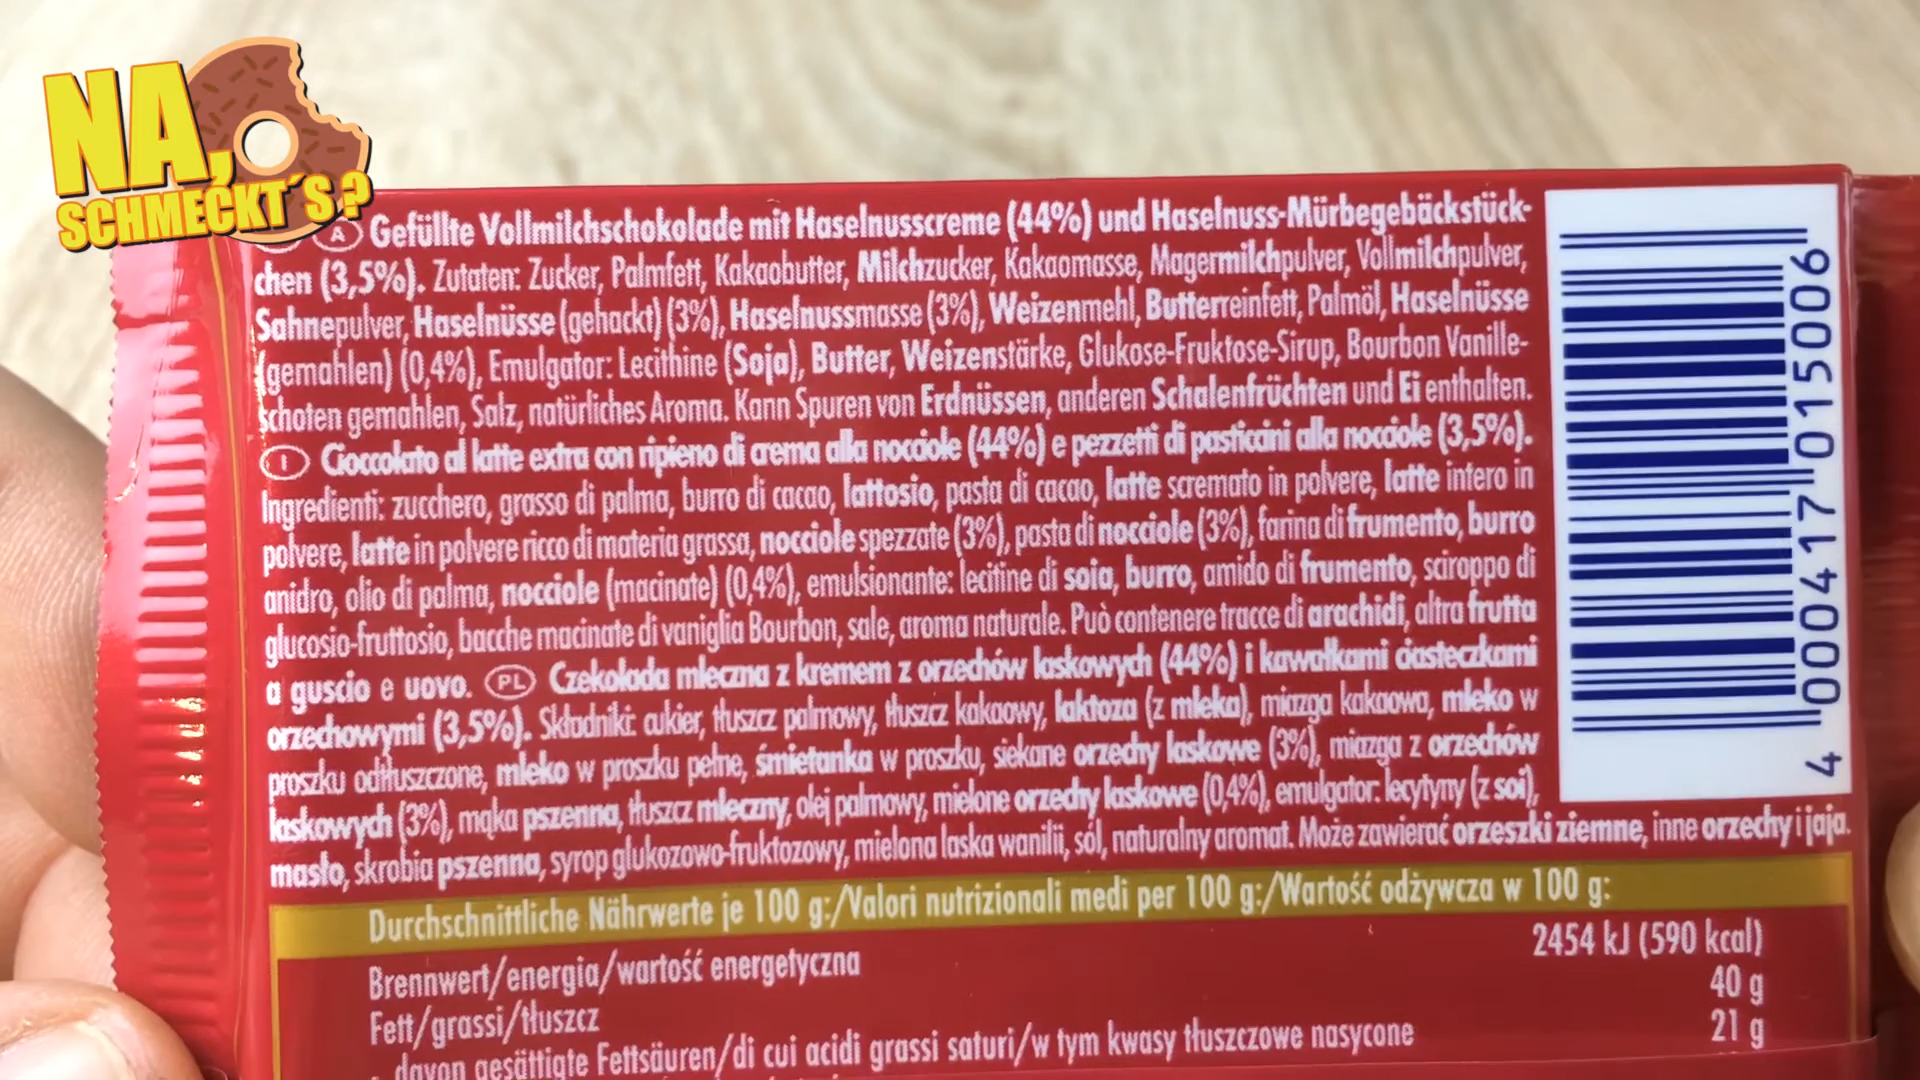 NA,
SCHMECKT´S?
A Gefüllte Vollmilchschokolade mit Haselnusscreme (44%) und Haselnuss-Mürbegebäckstück-
chen (3,5%). Zutaten: Zucker, Palmfett, Kakaobutter, Milchzucker, Kakaomasse, Magermilchpulver, Vollmilchpulver,
Sahnepulver, Haselnüsse (gehackt) (3%), Haselnussmasse (3%), Weizenmehl, Butterreinfett, Palmöl, Haselnüsse
(gemahlen) (0,4%), Emulgator: Lecithine (Soja), Butter, Weizenstärke, Glukose-Fruktose-Sirup, Bourbon Vanille-
schoten gemahlen, Salz, natürliches Aroma. Kann Spuren von Erdnüssen, anderen Schalenfrüchten und Ei enthalten.
I Cioccolato al latte extra con ripieno di crema alla nocciole (44%) e pezzetti di pasticcini alla nocciole (3,5%).
Ingredienti: zucchero, grasso di palma, burro di cacao, lattosio, pasta di cacao, latte scremato in polvere, latte intero in
polvere, latte in polvere ricco di materia grassa, nocciole spezzate (3%), pasta di nocciole (3%), farina di frumento, burro
anidro, olio di palma, nocciole (macinate) (0,4%), emulsionante: lecitine di soia, burro, amido di frumento, sciroppo di
glucosio-fruttosio, bacche macinate di vaniglia Bourbon, sale, aroma naturale. Può contenere tracce di arachidi, altra frutta
a guscio e uovo. PL Czekolada mleczna z kremem z orzechów laskowych (44%) i kawałkami ciasteczkami
orzechowymi (3,5%). Składniki: cukier, tłuszcz palmowy, tłuszcz kakaowy, laktoza (z mleka), miazga kakaowa, mleko w
proszku odtłuszczone, mleko w proszku pełne, śmietanka w proszku, siekane orzechy laskowe (3%), miazga z orzechów
laskowych (3%), mąka pszenna, tłuszcz mleczny, olej palmowy, mielone orzechy laskowe (0,4%), emulgator: lecytyny (z soi),
masło, skrobia pszenna, syrop glukozowo-fruktozowy, mielona laska wanilii, sól, naturalny aromat. Może zawierać orzeszki ziemne, inne orzechy i jaja.
4 000417 015006
Durchschnittliche Nährwerte je 100 g:/Valori nutrizionali medi per 100 g:/Wartość odżywcza w 100 g:
Brennwert/energia/wartość energetyczna 2454 kJ (590 kcal)
Fett/grassi/tłuszcz 40 g
davon gesättigte Fettsäuren/di cui acidi grassi saturi/w tym kwasy tłuszczowe nasycone 21 g